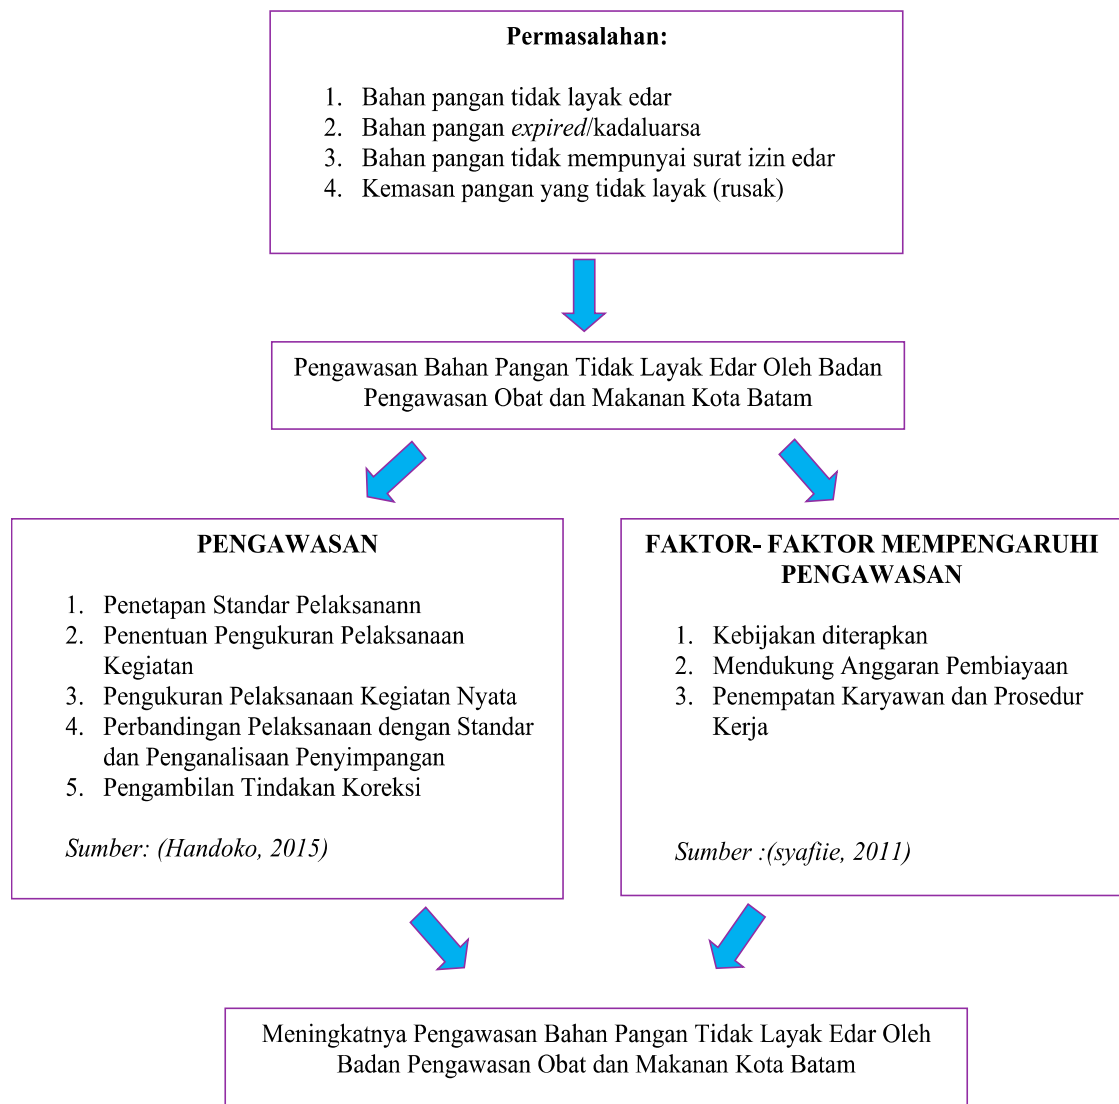 Permasalahan:
1. Bahan pangan tidak layak edar
2. Bahan pangan expired/kadaluarsa
3. Bahan pangan tidak mempunyai surat izin edar
4. Kemasan pangan yang tidak layak (rusak)
Pengawasan Bahan Pangan Tidak Layak Edar Oleh Badan
Pengawasan Obat dan Makanan Kota Batam
PENGAWASAN
1. Penetapan Standar Pelaksanann
2. Penentuan Pengukuran Pelaksanaan
Kegiatan
3. Pengukuran Pelaksanaan Kegiatan Nyata
4. Perbandingan Pelaksanaan dengan Standar
dan Penganalisaan Penyimpangan
5. Pengambilan Tindakan Koreksi
Sumber: (Handoko, 2015)
FAKTOR- FAKTOR MEMPENGARUHI
PENGAWASAN
1. Kebijakan diterapkan
2. Mendukung Anggaran Pembiayaan
3. Penempatan Karyawan dan Prosedur
Kerja
Sumber :(syafiie, 2011)
Meningkatnya Pengawasan Bahan Pangan Tidak Layak Edar Oleh
Badan Pengawasan Obat dan Makanan Kota Batam